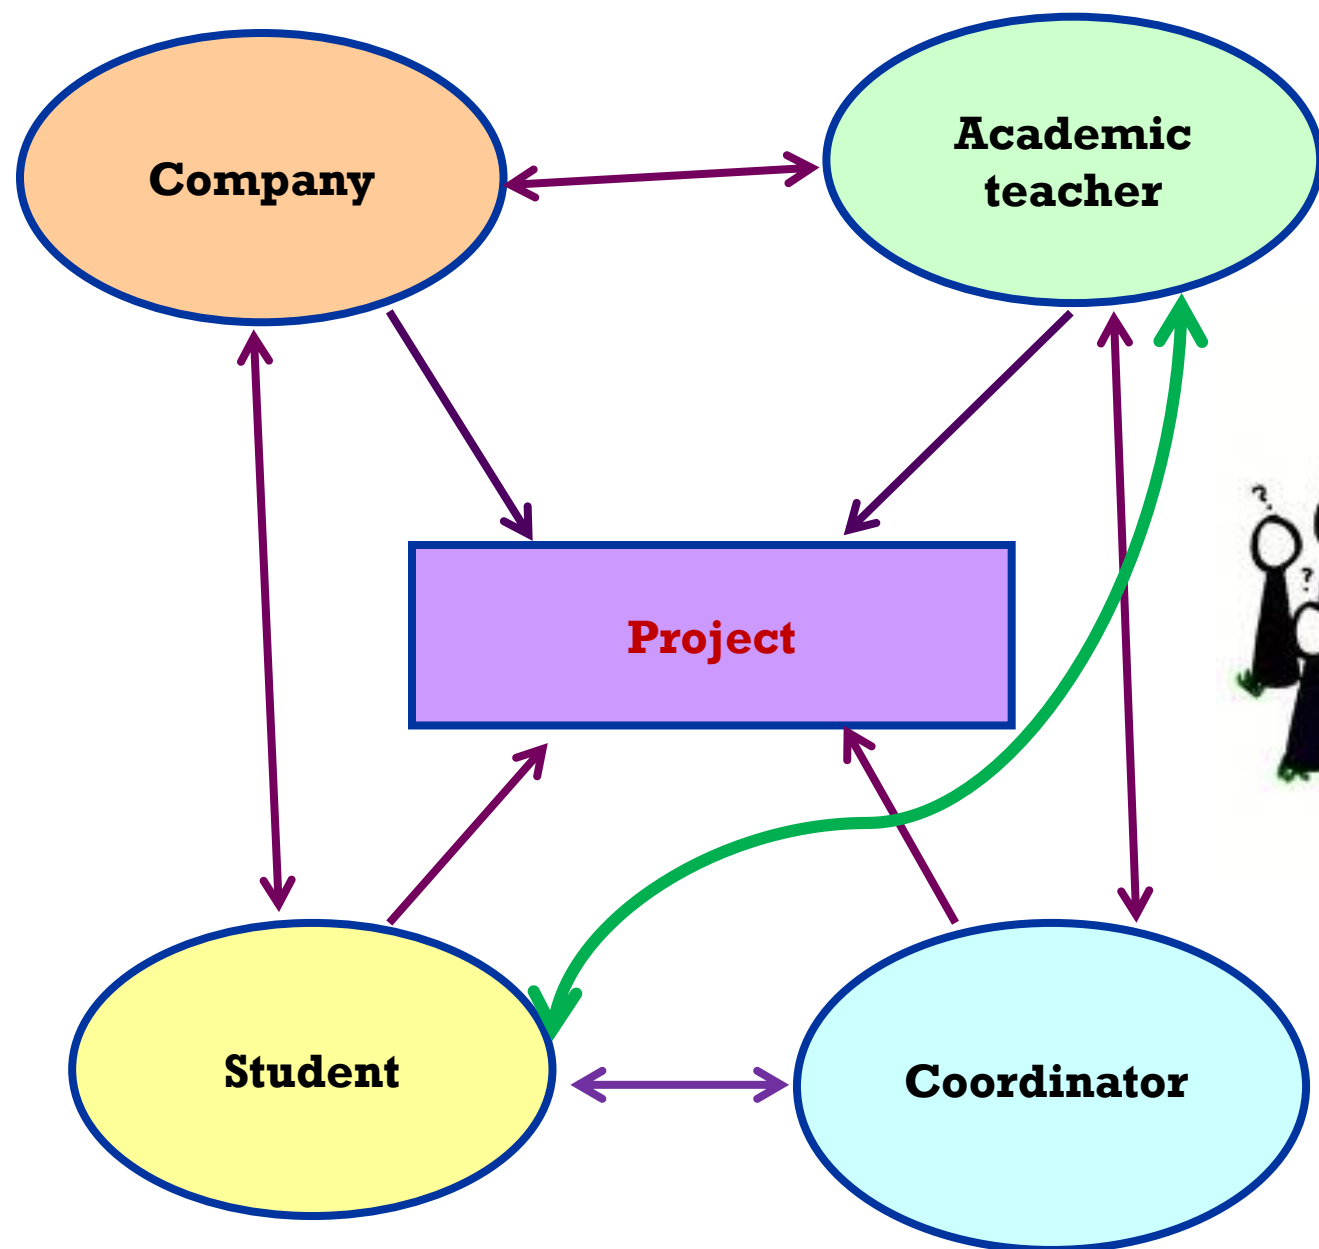 Company
Academic
teacher
?
?
Project
Student
Coordinator